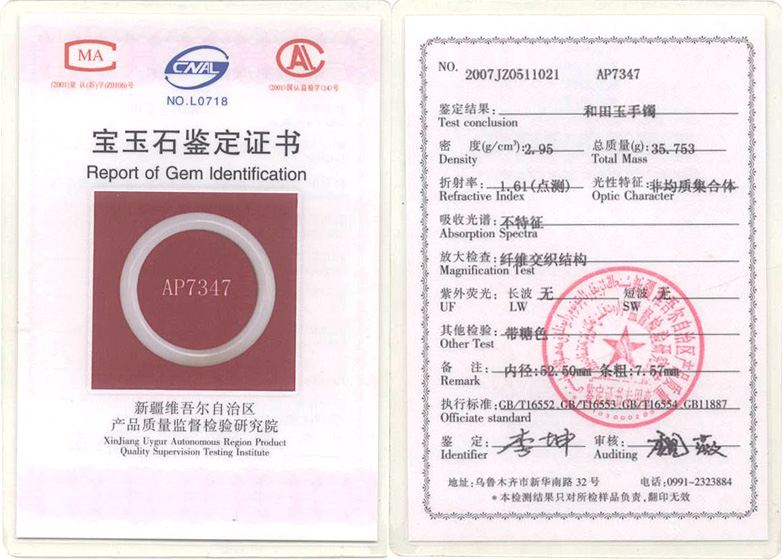 MA
(2001)量 认(新)字(Z0106)号
CNAL
NO.L0718
AL
(2001)国认监验字(14)号
宝玉石鉴定证书
Report of Gem Identification
AP7347
新疆维吾尔自治区
产品质量监督检验研究院
XinJiang Uygur Autonomous Region Product
Quality Supervision Testing Institute
NO. 2007JZ0511021 AP7347
鉴定结果: 和田玉手镯
Test conclusion
密 度(g/cm³): 2.95 总质量(g): 35.753
Density Total Mass
折射率: 1.61(点测) 光性特征: 非均质集合体
Refractive Index Optic Character
吸收光谱: 不特征
Absorption Spectra
放大检查: 纤维交织结构
Magnification Test
紫外荧光: 长波 无 短波 无
UF LW SW
其他检验: 带糖色
Other Test
备 注: 内径:52.50mm 条粗:7.57mm
Remark
执行标准: GB/T16552 GB/T16553 GB/T16554 GB11887
Officiate standard
鉴 定: 李坤 审核:
Identifier Auditing
地址:乌鲁木齐市新华南路 32 号 电话:0991-2323884
*本检测结果只对所检样品负责,翻印无效